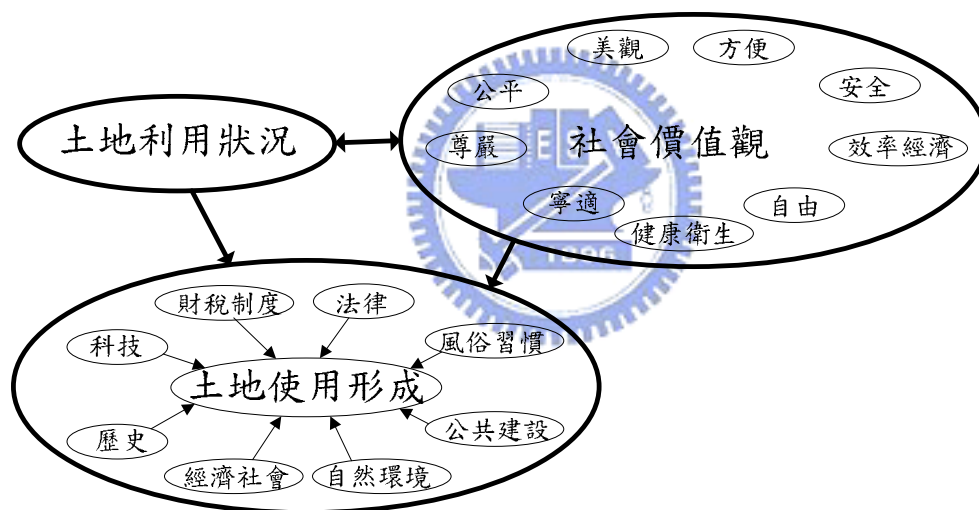 美觀
方便
公平
安全
土地利用狀況
尊嚴
社會價值觀
效率經濟
寧適
自由
健康衛生
1896
財稅制度
法律
科技
風俗習慣
土地使用形成
歷史
公共建設
經濟社會
自然環境